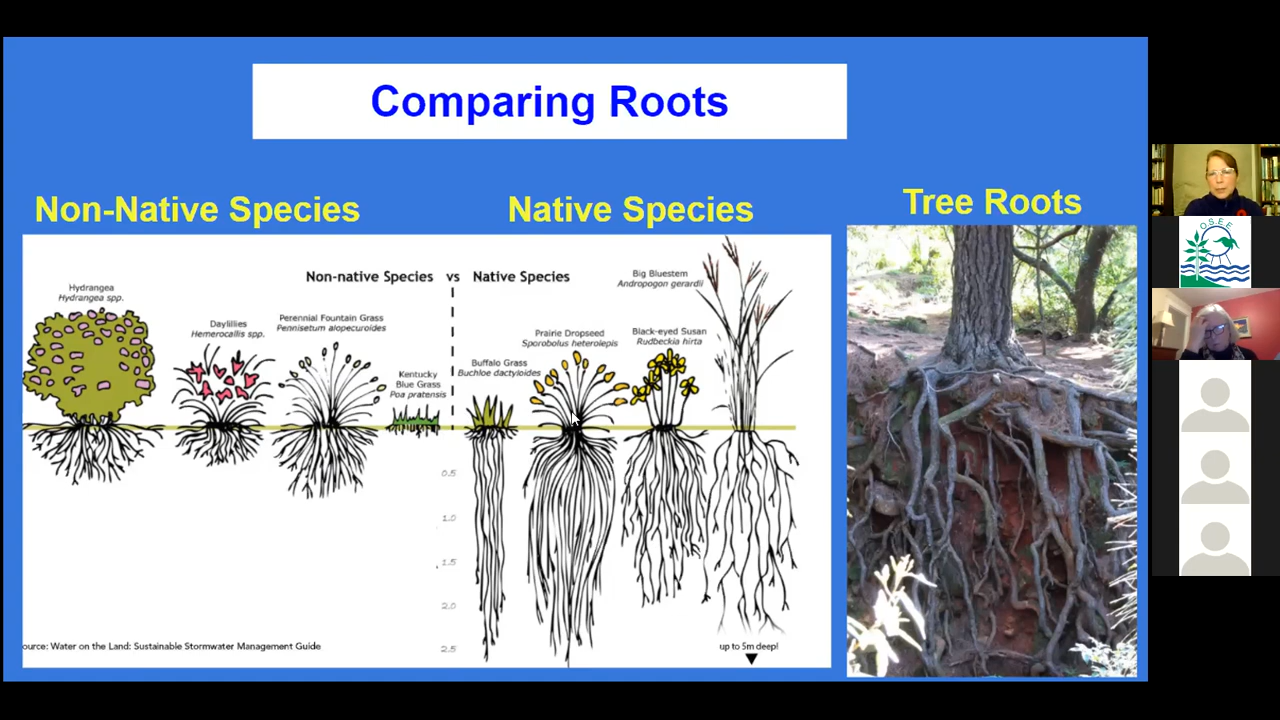 Comparing Roots
Non-Native Species
Native Species
Tree Roots
Non-native Species vs Native Species
Hydrangea
Hydrangea spp.
Daylillies
Hemerocallis spp.
Perennial Fountain Grass
Pennisetum alopecuroides
Kentucky
Blue Grass
Poa pratensis
Buffalo Grass
Buchloe dactyloides
Prairie Dropseed
Sporobolus heterolepis
Black-eyed Susan
Rudbeckia hirta
Big Bluestem
Andropogon gerardii
0.5
1.0
1.5
2.0
2.5
ource: Water on the Land: Sustainable Stormwater Management Guide
up to 5m deep!
O.S.E.E